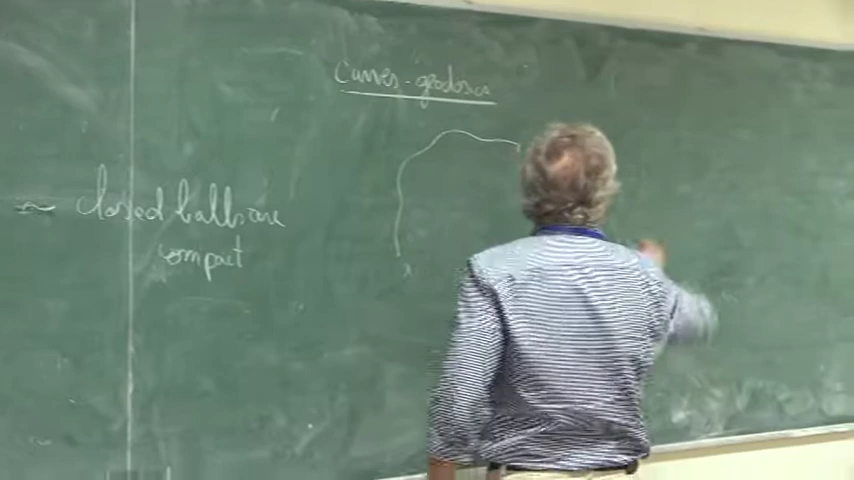 Curves - geodesics
~ closed balls are
compact